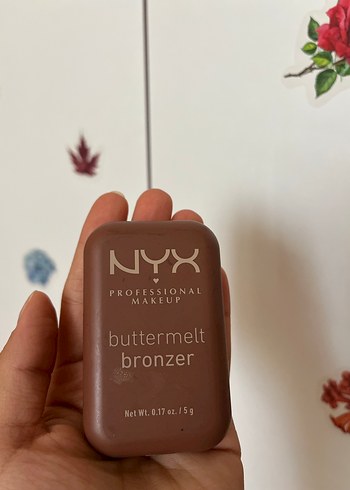 NYX
PROFESSIONAL
MAKEUP
buttermelt
bronzer
Net Wt. 0.17 oz. / 5 g